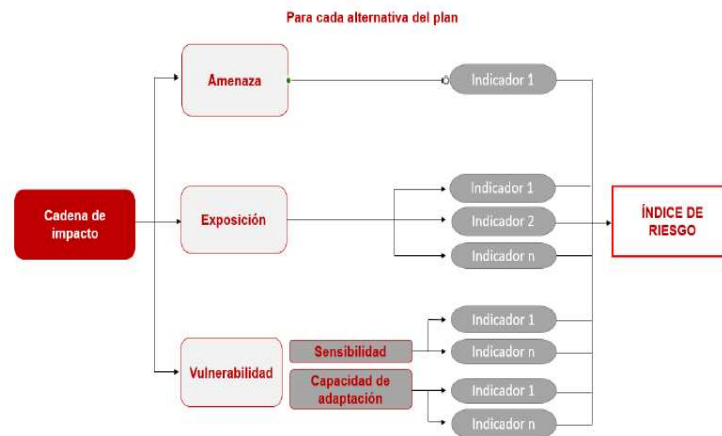 Para cada alternativa del plan
Amenaza
Indicador 1
Cadena de
impacto
Exposición
Indicador 1
Indicador 2
Indicador n
ÍNDICE DE
RIESGO
Vulnerabilidad
Sensibilidad
Indicador 1
Indicador n
Capacidad de
adaptación
Indicador 1
Indicador n